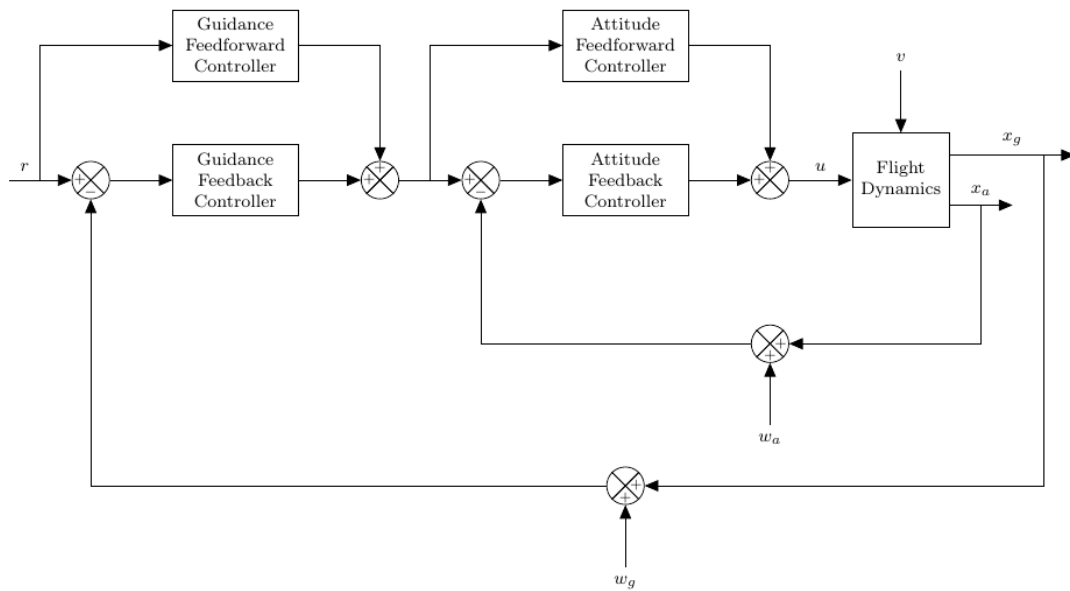 Guidance
Feedforward
Controller
Attitude
Feedforward
Controller
v
r
+
−
Guidance
Feedback
Controller
+
+
+
−
Attitude
Feedback
Controller
+
+
u
Flight
Dynamics
x_g
x_a
+
+
w_a
+
+
w_g